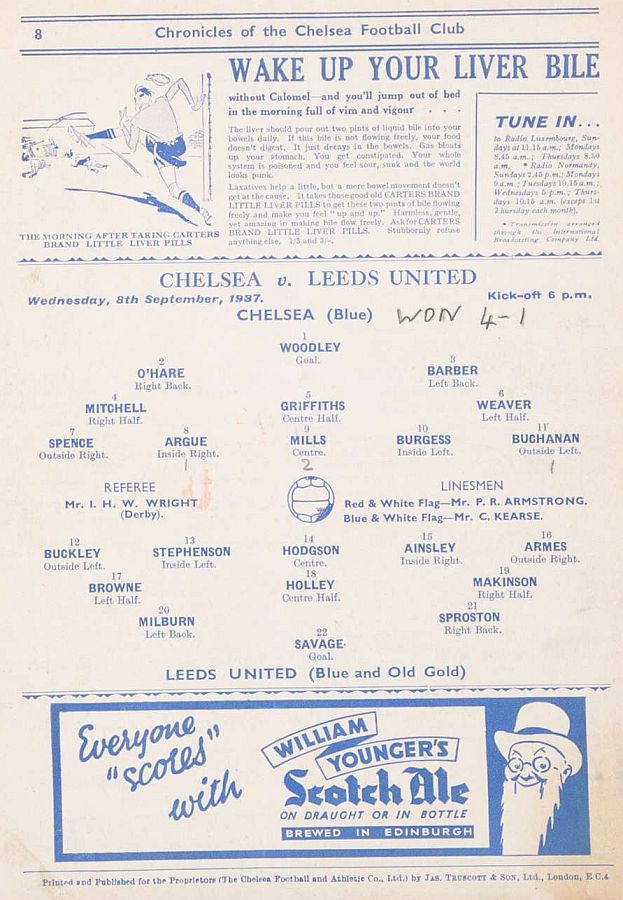 8
Chronicles of the Chelsea Football Club
THE MORNING AFTER TAKING CARTERS
BRAND LITTLE LIVER PILLS
WAKE UP YOUR LIVER BILE
without Calomel—and you'll jump out of bed
in the morning full of vim and vigour . . .
The liver should pour out two pints of liquid bile into your
bowels daily. If this bile is not flowing freely, your food
doesn't digest. It just decays in the bowels. Gas bloats
up your stomach. You get constipated. Your whole
system is poisoned and you feel sour, sunk and the world
looks punk.
Laxatives help a little, but a mere bowel movement doesn't
get at the cause. It takes those good old CARTERS BRAND
LITTLE LIVER PILLS to get these two pints of bile flowing
freely and make you feel "up and up." Harmless, gentle,
yet amazing in making bile flow freely. Ask for CARTERS
BRAND LITTLE LIVER PILLS. Stubbornly refuse
anything else. 1/3 and 3/-.
TUNE IN...
to Radio Luxembourg, Sun-
days at 11.15 a.m.; Mondays
8.45 a.m.; Thursdays 8.30
a.m. * Radio Normandy,
Sundays 2.45 p.m.; Mondays
9 a.m.; Tuesdays 10.15 a.m.;
Wednesdays 5 p.m.; Thurs-
days 10.15 a.m. (except 1st
Thursday each month).
* Transmission arranged
through the International
Broadcasting Company Ltd.
CHELSEA v. LEEDS UNITED
Wednesday, 8th September, 1937.
Kick-off 6 p.m.
CHELSEA (Blue) WON 4-1
1
WOODLEY
Goal.
2 3
O'HARE BARBER
Right Back. Left Back.
4 5 6
MITCHELL GRIFFITHS WEAVER
Right Half. Centre Half. Left Half.
7 8 9 10 11
SPENCE ARGUE MILLS BURGESS BUCHANAN
Outside Right. Inside Right. Centre. Inside Left. Outside Left.
1 2 1
REFEREE
Mr. I. H. W. WRIGHT
(Derby).
LINESMEN
Red & White Flag—Mr. P. R. ARMSTRONG.
Blue & White Flag—Mr. C. KEARSE.
12 13 14 15 16
BUCKLEY STEPHENSON HODGSON AINSLEY ARMES
Outside Left. Inside Left. Centre. Inside Right. Outside Right.
17 18 19
BROWNE HOLLEY MAKINSON
Left Half. Centre Half. Right Half.
20 21
MILBURN SPROSTON
Left Back. Right Back.
22
SAVAGE
Goal.
LEEDS UNITED (Blue and Old Gold)
Everyone
"scores"
with
WILLIAM
YOUNGER'S
Scotch Ale
ON DRAUGHT OR IN BOTTLE
BREWED IN EDINBURGH
Printed and Published for the Proprietors (The Chelsea Football and Athletic Co., Ltd.) by JAS. TRUSCOTT & SON, Ltd., London, E.C.4